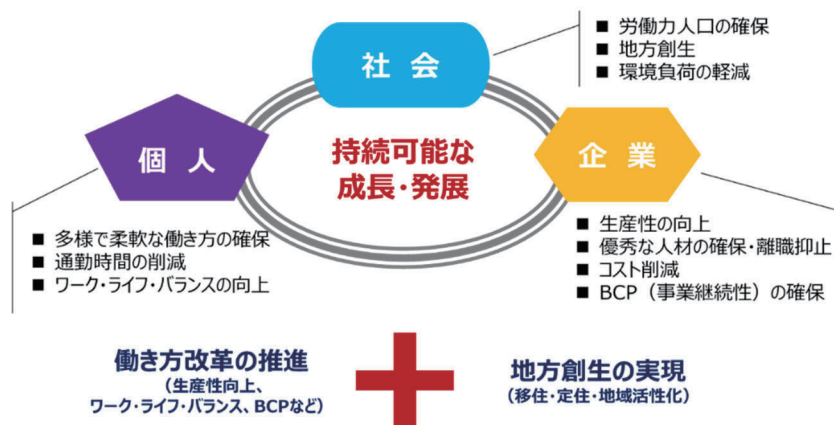 社 会
■ 労働力人口の確保
■ 地方創生
■ 環境負荷の軽減
個 人
持続可能な
成長・発展
企 業
■ 多様で柔軟な働き方の確保
■ 通勤時間の削減
■ ワーク・ライフ・バランスの向上
■ 生産性の向上
■ 優秀な人材の確保・離職抑止
■ コスト削減
■ BCP（事業継続性）の確保
働き方改革の推進
（生産性向上、
ワーク・ライフ・バランス、BCPなど）
地方創生の実現
（移住・定住・地域活性化）